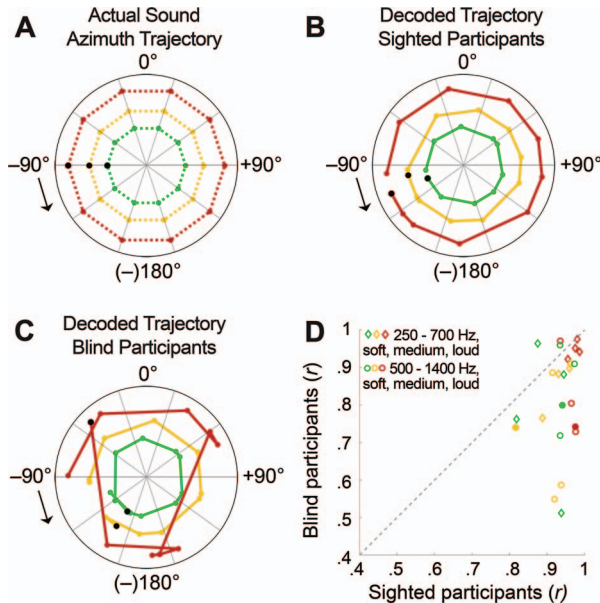 A
Actual Sound
Azimuth Trajectory
0°
–90°
+90°
(–)180°
B
Decoded Trajectory
Sighted Participants
0°
–90°
+90°
(–)180°
C
Decoded Trajectory
Blind Participants
0°
–90°
+90°
(–)180°
D
250 - 700 Hz,
soft, medium, loud
500 - 1400 Hz,
soft, medium, loud
1
.9
.8
.7
.6
.5
.4
Blind participants (r)
.4 .5 .6 .7 .8 .9 1
Sighted participants (r)